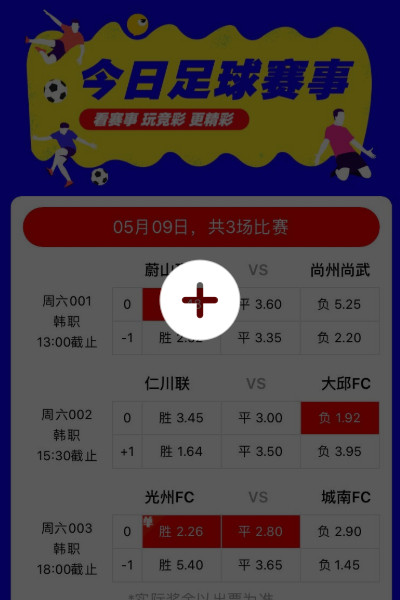 今日足球赛事
看赛事 玩竞彩 更精彩
05月09日，共3场比赛
蔚山 VS 尚州尚武
周六001
韩职
13:00截止
0 平 3.60 负 5.25
-1 胜 平 3.35 负 2.20
仁川联 VS 大邱FC
周六002
韩职
15:30截止
0 胜 3.45 平 3.00 负 1.92
+1 胜 1.64 平 3.50 负 3.95
光州FC VS 城南FC
周六003
韩职
18:00截止
0 单 胜 2.26 平 2.80 负 2.90
-1 胜 5.40 平 3.65 负 1.45
*实际奖金以出票为准